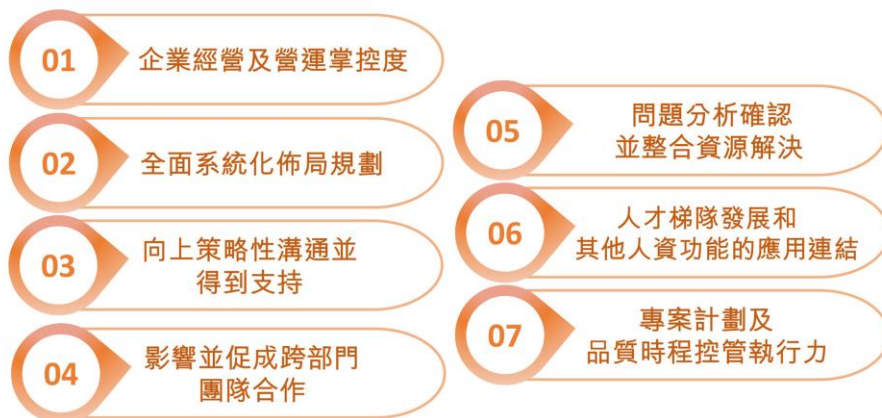 01
企業經營及營運掌控度
02
全面系統化佈局規劃
03
向上策略性溝通並
得到支持
04
影響並促成跨部門
團隊合作
05
問題分析確認
並整合資源解決
06
人才梯隊發展和
其他人資功能的應用連結
07
專案計劃及
品質時程控管執行力